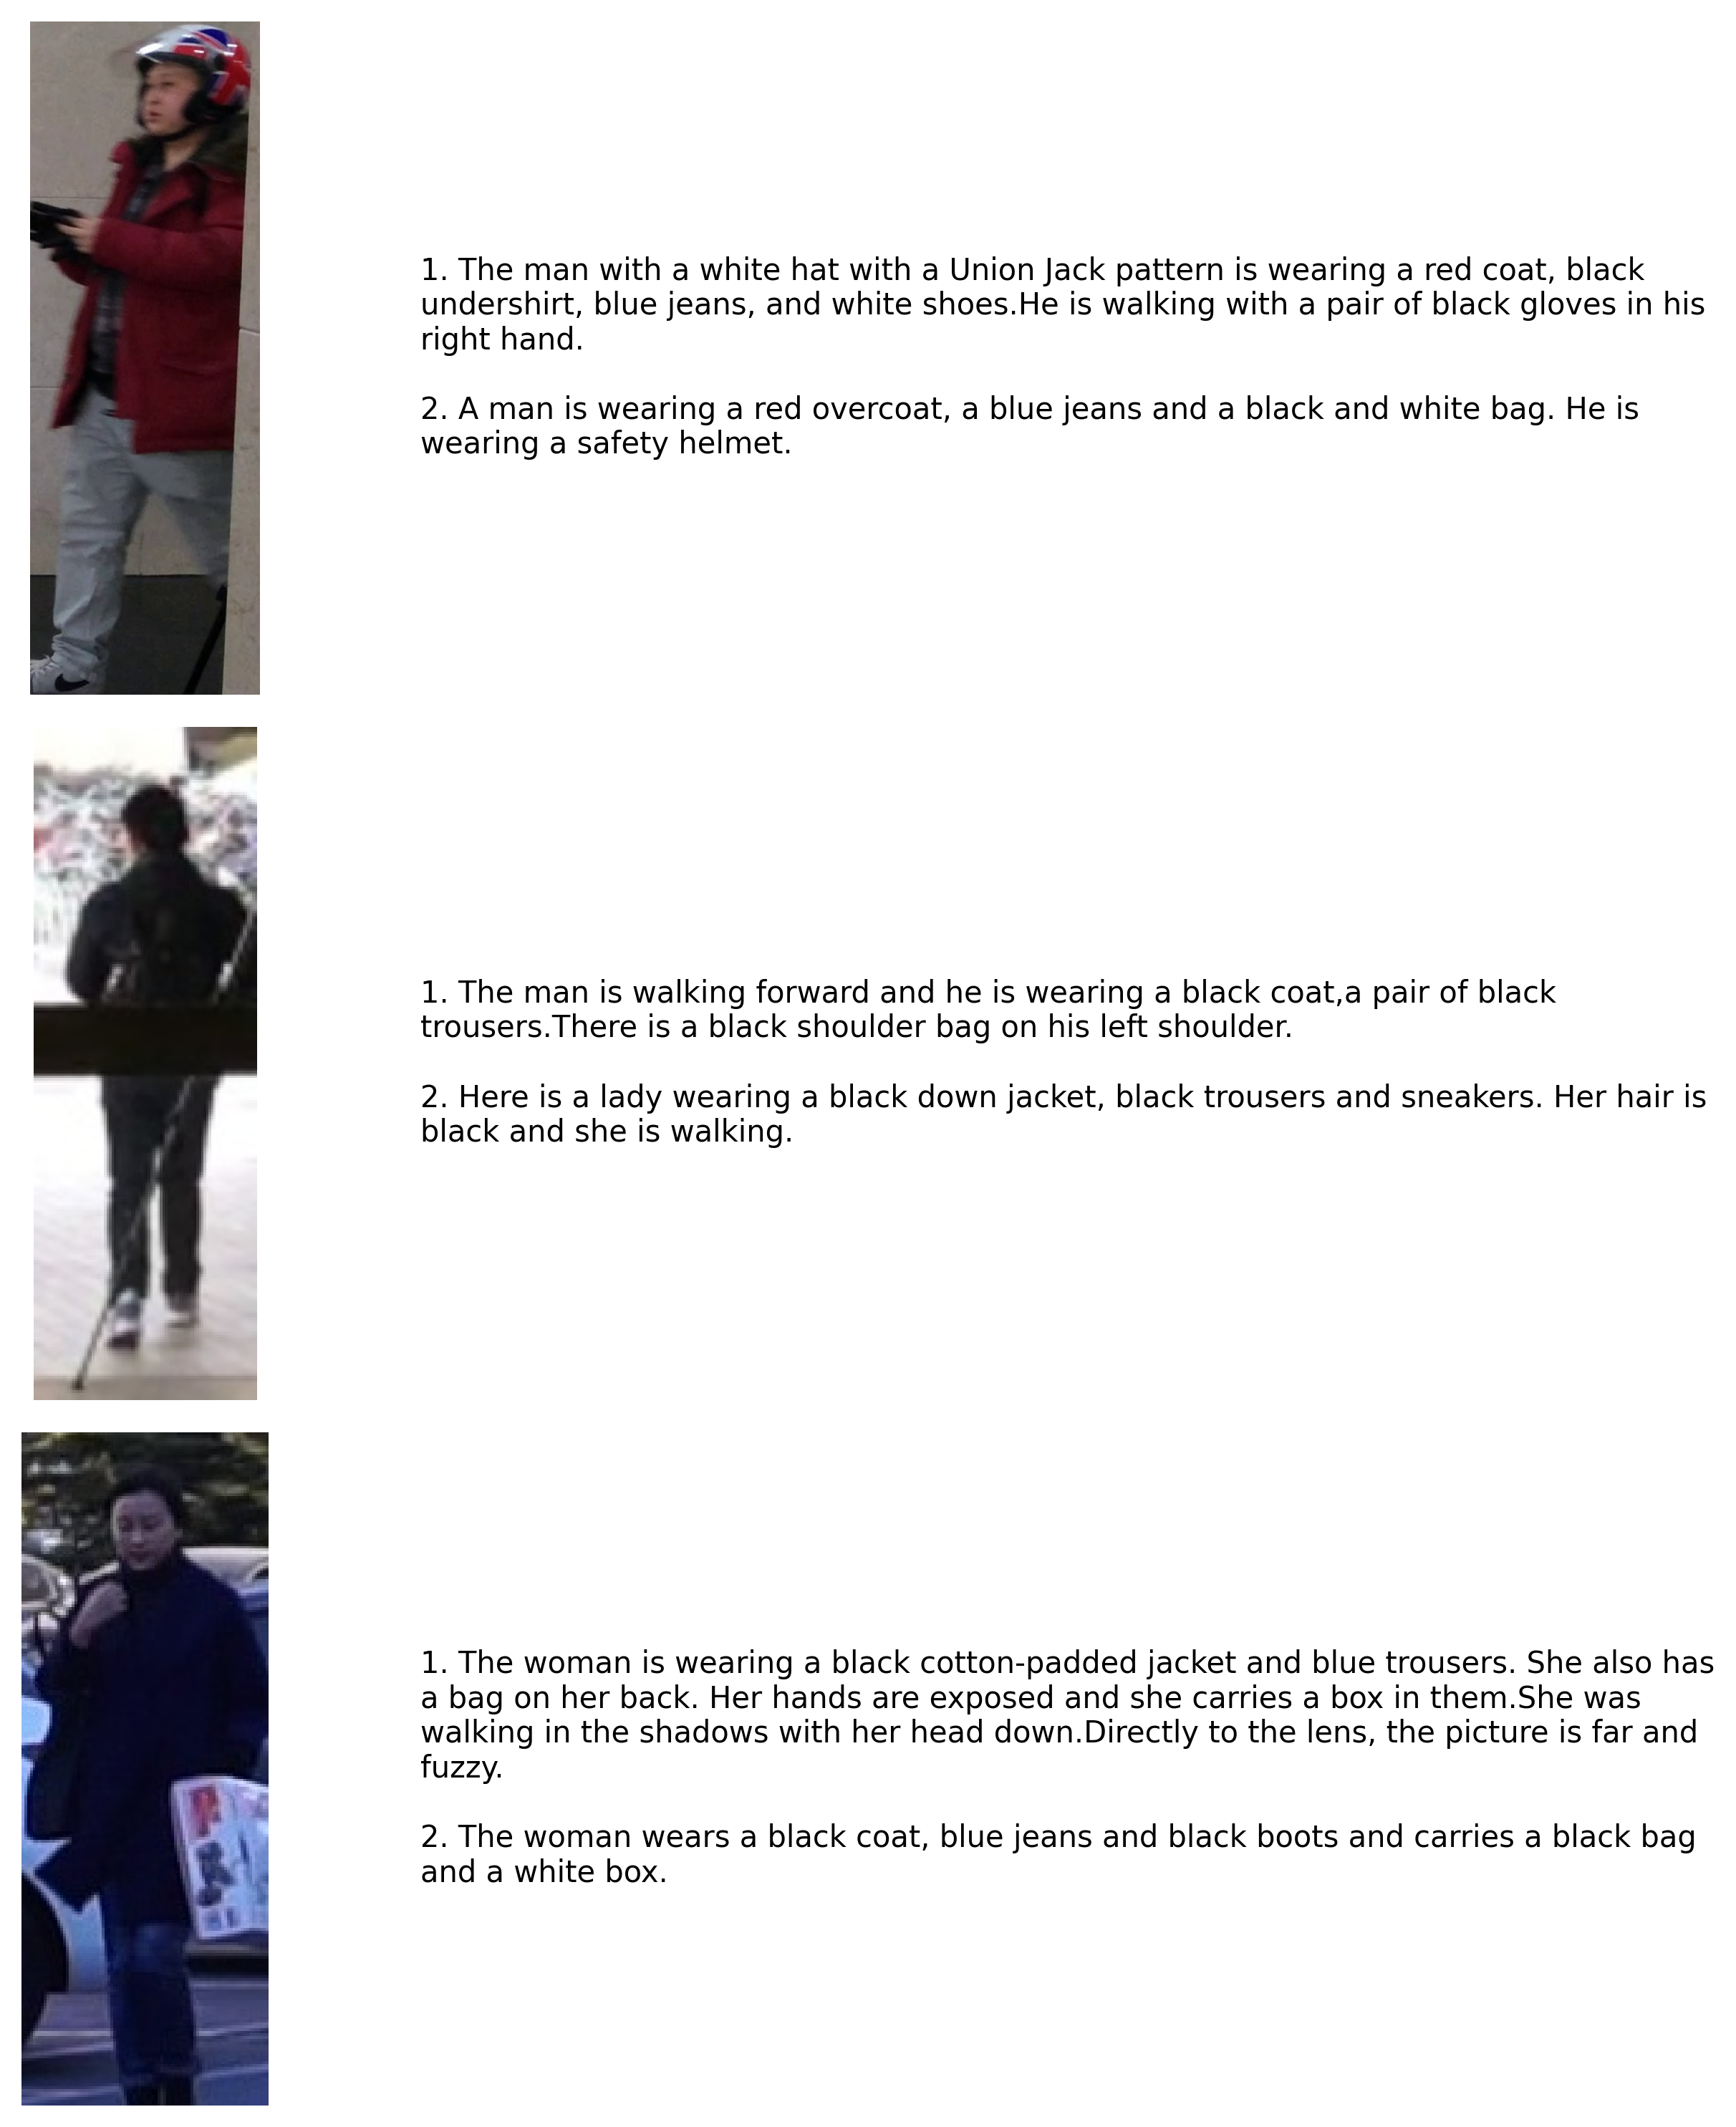 1. The man with a white hat with a Union Jack pattern is wearing a red coat, black
undershirt, blue jeans, and white shoes.He is walking with a pair of black gloves in his
right hand.
2. A man is wearing a red overcoat, a blue jeans and a black and white bag. He is
wearing a safety helmet.
1. The man is walking forward and he is wearing a black coat,a pair of black
trousers.There is a black shoulder bag on his left shoulder.
2. Here is a lady wearing a black down jacket, black trousers and sneakers. Her hair is
black and she is walking.
1. The woman is wearing a black cotton-padded jacket and blue trousers. She also has
a bag on her back. Her hands are exposed and she carries a box in them.She was
walking in the shadows with her head down.Directly to the lens, the picture is far and
fuzzy.
2. The woman wears a black coat, blue jeans and black boots and carries a black bag
and a white box.